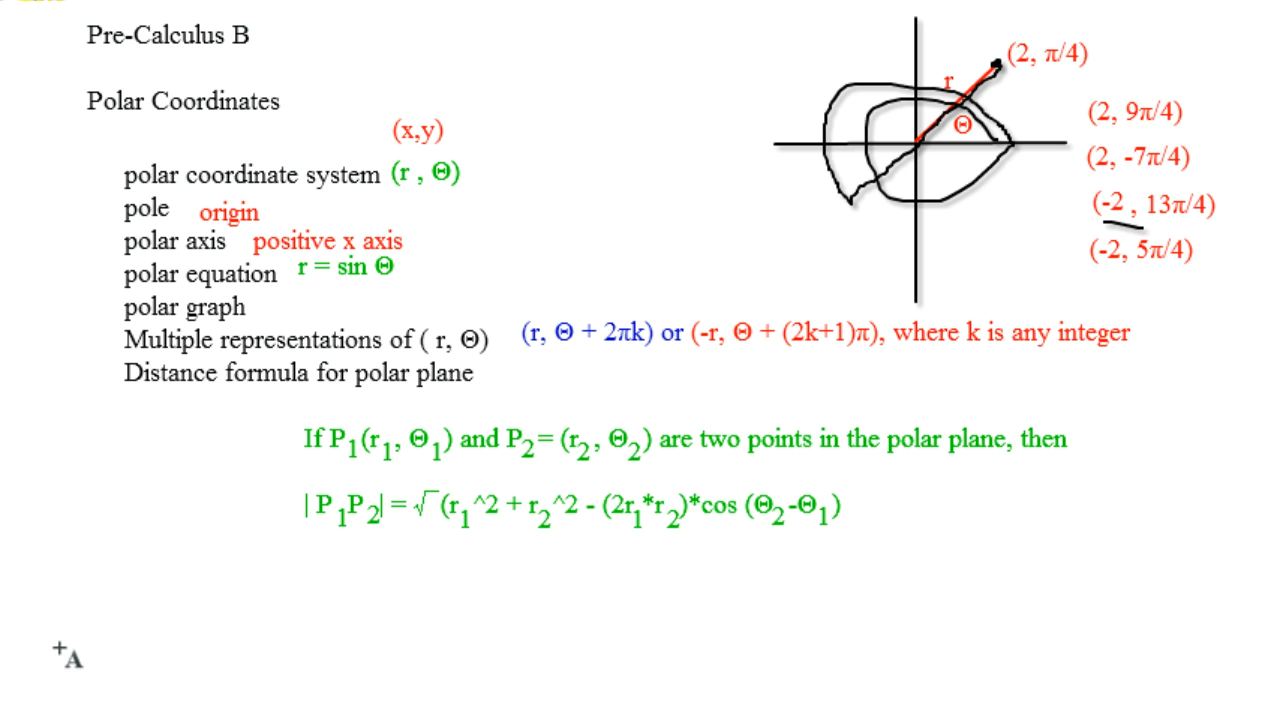 Pre-Calculus B
Polar Coordinates
(x,y)
polar coordinate system (r , Θ)
pole origin
polar axis positive x axis
polar equation r = sin Θ
polar graph
Multiple representations of ( r, Θ) (r, Θ + 2πk) or (-r, Θ + (2k+1)π), where k is any integer
Distance formula for polar plane
If P₁(r₁, Θ₁) and P₂= (r₂, Θ₂) are two points in the polar plane, then
| P₁P₂| = √‾(r₁^2 + r₂^2 - (2r₁*r₂)*cos (Θ₂-Θ₁)
r
Θ
(2, π/4)
(2, 9π/4)
(2, -7π/4)
(-2 , 13π/4)
(-2, 5π/4)
+A